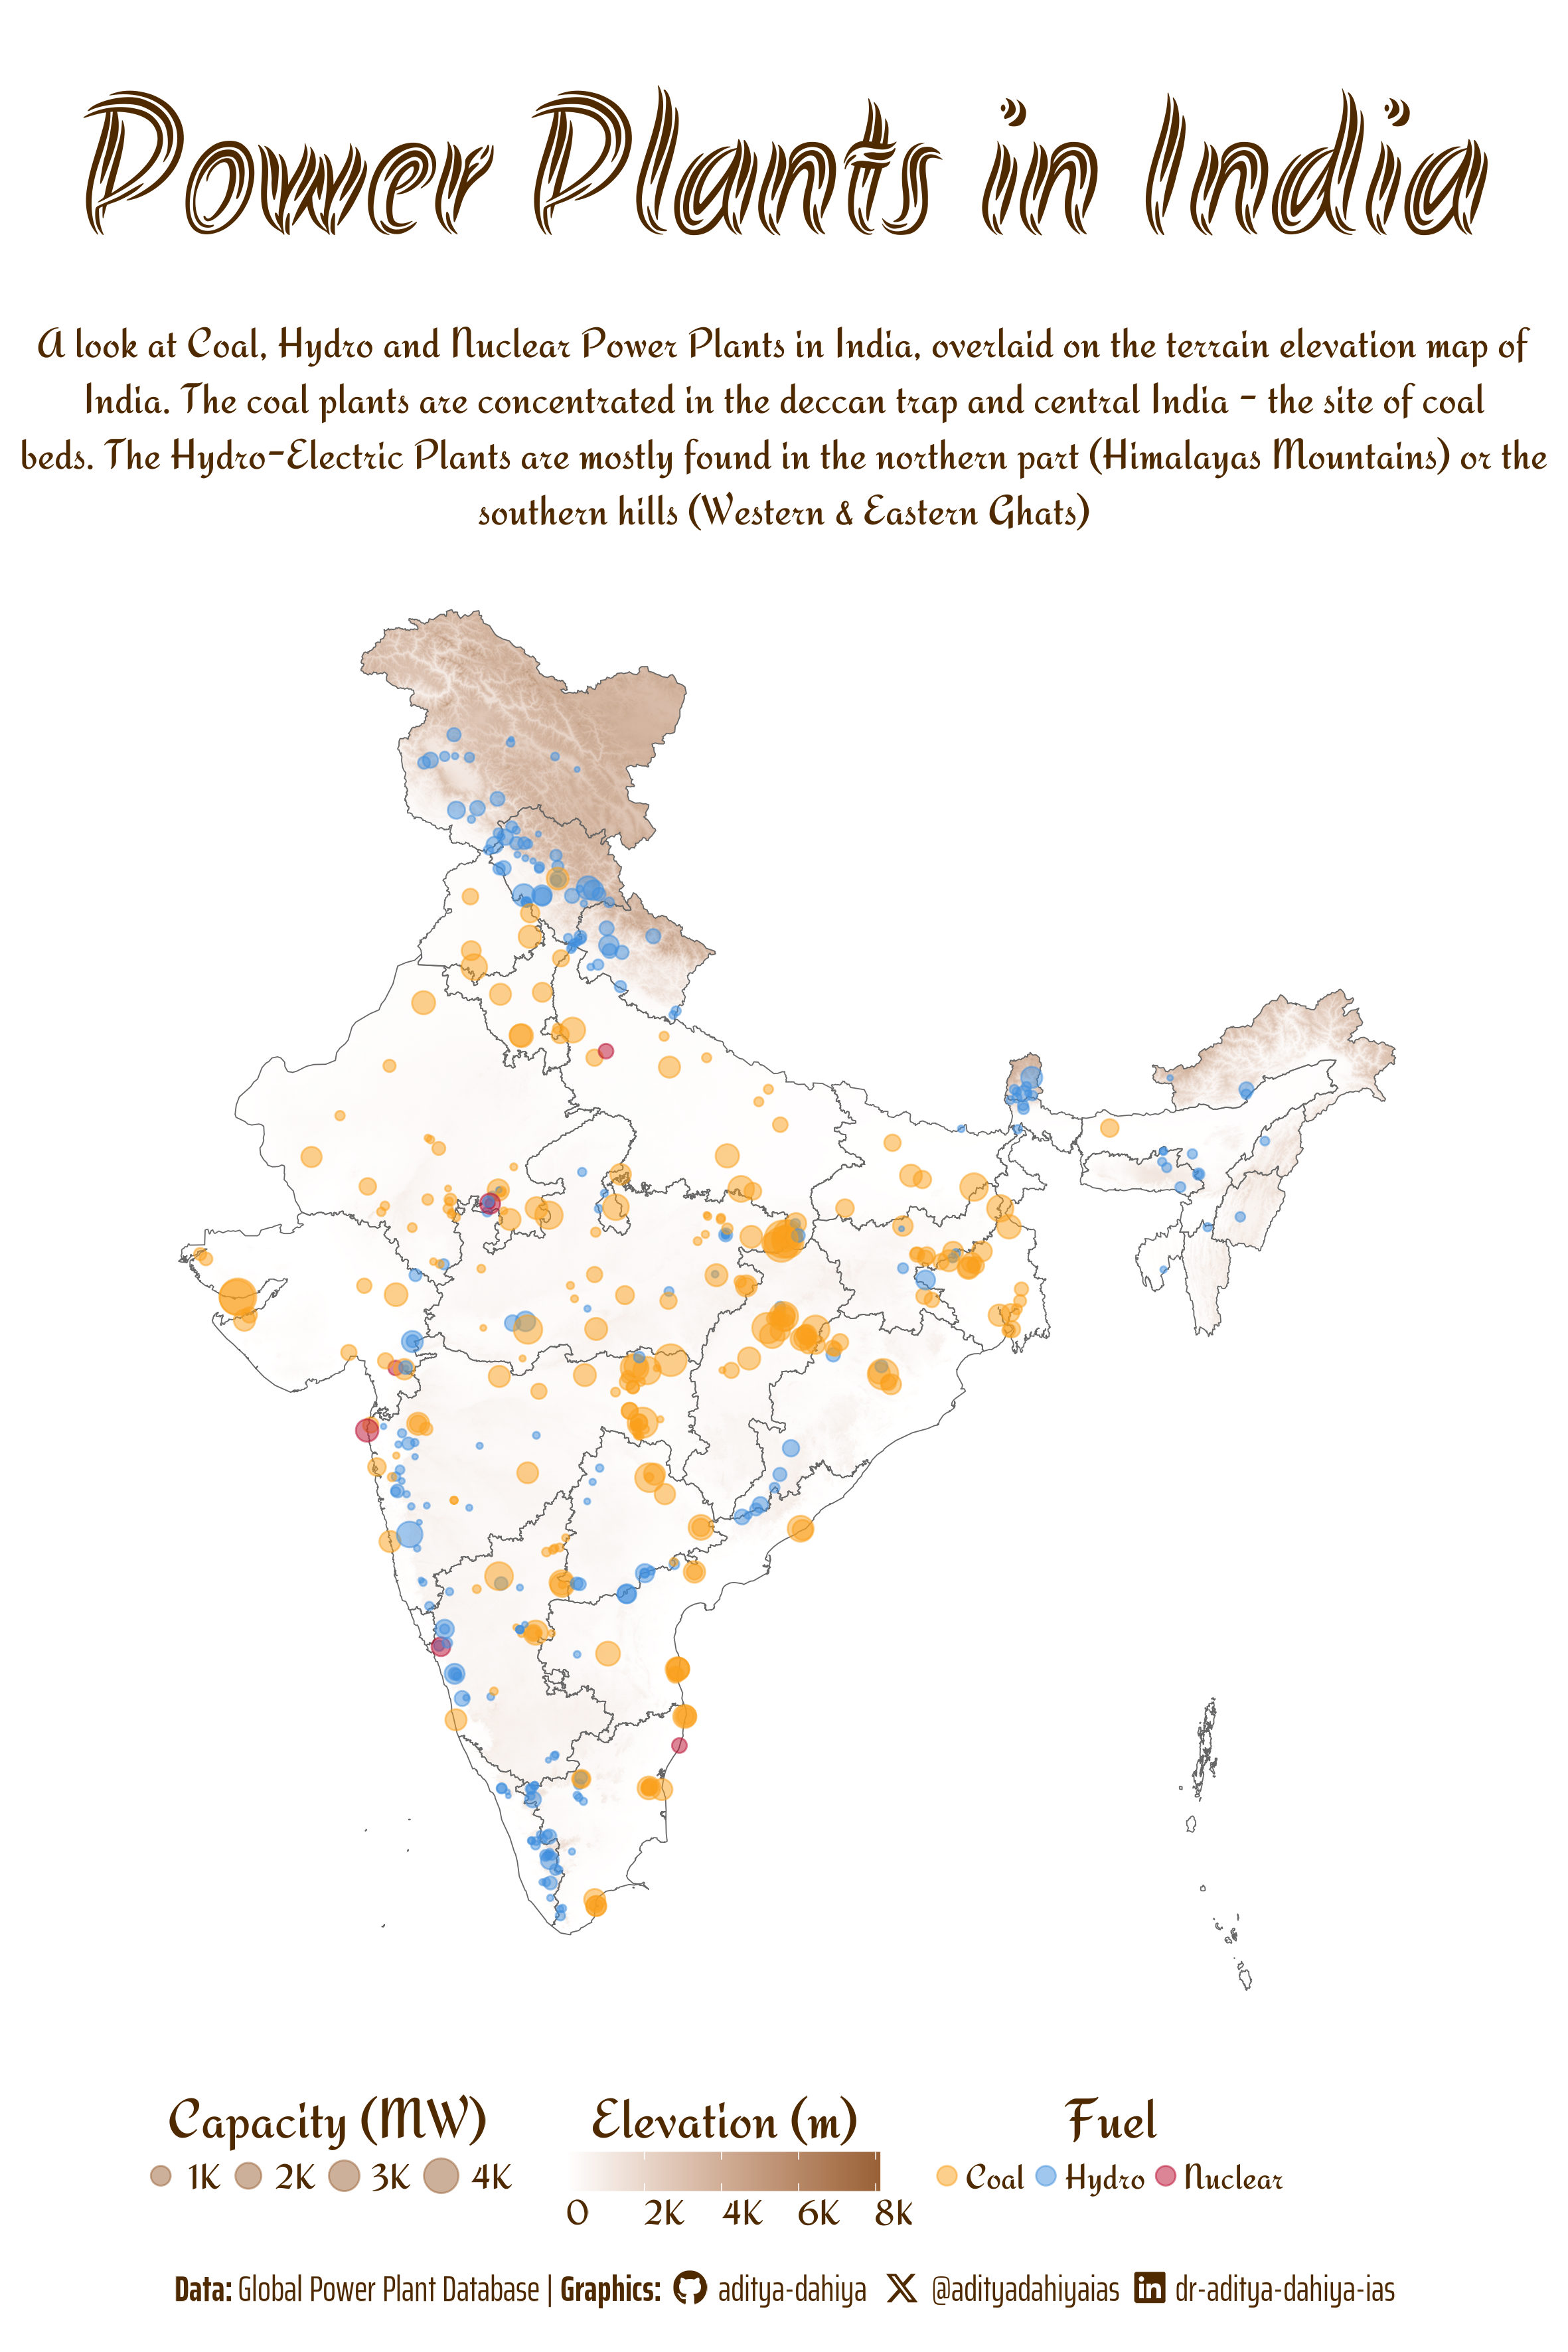 Power Plants in India
A look at Coal, Hydro and Nuclear Power Plants in India, overlaid on the terrain elevation map of
India. The coal plants are concentrated in the deccan trap and central India - the site of coal
beds. The Hydro-Electric Plants are mostly found in the northern part (Himalayas Mountains) or the
southern hills (Western & Eastern Ghats)
Capacity (MW)
1K 2K 3K 4K
Elevation (m)
0 2K 4K 6K 8K
Fuel
Coal Hydro Nuclear
Data: Global Power Plant Database | Graphics: aditya-dahiya @adityadahiyaias dr-aditya-dahiya-ias